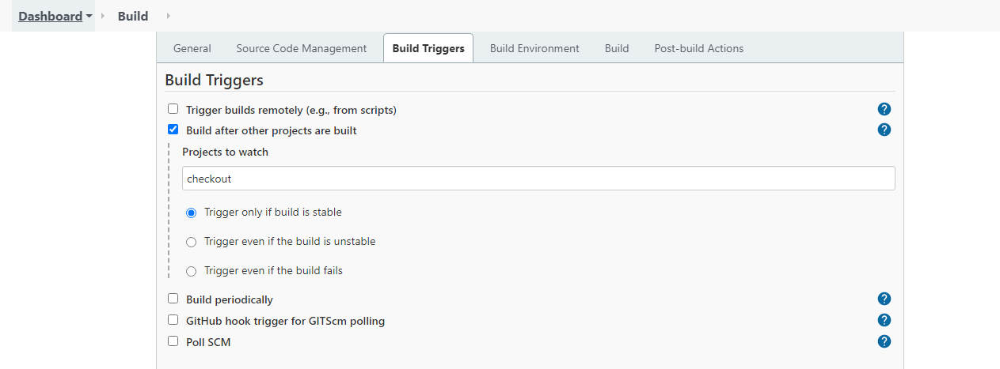 Dashboard Build
General Source Code Management Build Triggers Build Environment Build Post-build Actions
Build Triggers
Trigger builds remotely (e.g., from scripts) ?
Build after other projects are built ?
Projects to watch
checkout
Trigger only if build is stable
Trigger even if the build is unstable
Trigger even if the build fails
Build periodically ?
GitHub hook trigger for GITScm polling ?
Poll SCM ?